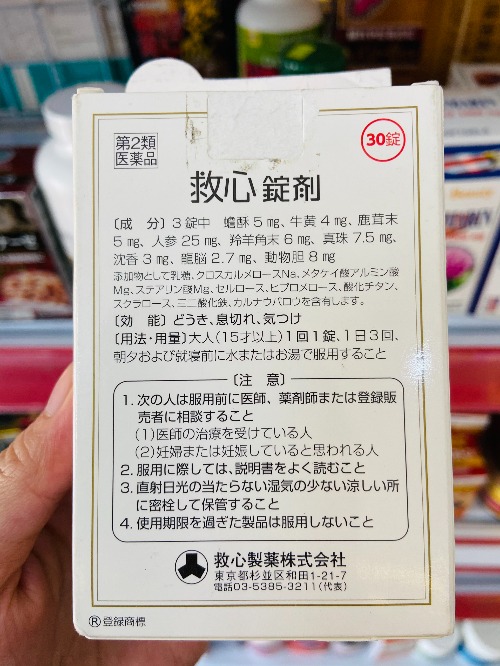 第2類
医薬品
30錠
救心錠剤
〔成 分〕3錠中 蟾酥5mg、牛黄4mg、鹿茸末
5mg、人参25mg、羚羊角末6mg、真珠7.5mg、
沈香3mg、龍脳2.7mg、動物胆8mg
添加物として乳糖、クロスカルメロースNa、メタケイ酸アルミン酸
Mg、ステアリン酸Mg、セルロース、ヒプロメロース、酸化チタン、
スクラロース、三二酸化鉄、カルナウバロウを含有します。
〔効 能〕どうき、息切れ、気つけ
〔用法・用量〕大人(15才以上)1回1錠、1日3回、
朝夕および就寝前に水またはお湯で服用すること
〔注 意〕
1. 次の人は服用前に医師、薬剤師または登録販
売者に相談すること
(1)医師の治療を受けている人
(2)妊婦または妊娠していると思われる人
2. 服用に際しては、説明書をよく読むこと
3. 直射日光の当たらない湿気の少ない涼しい所
に密栓して保管すること
4. 使用期限を過ぎた製品は服用しないこと
救心製薬株式会社
東京都杉並区和田1-21-7
電話03-5385-3211(代表)
®登録商標